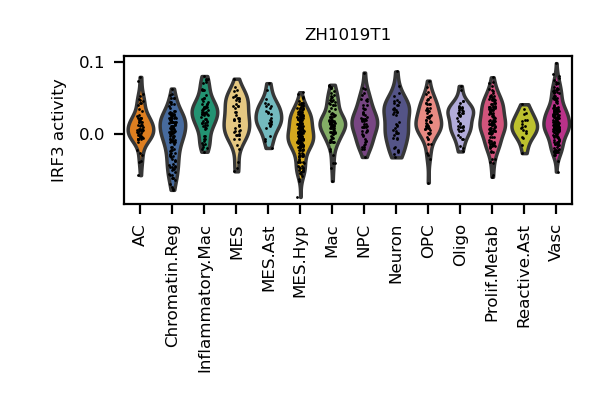 ZH1019T1
IRF3 activity
0.1
0.0
AC
Chromatin.Reg
Inflammatory.Mac
MES
MES.Ast
MES.Hyp
Mac
NPC
Neuron
OPC
Oligo
Prolif.Metab
Reactive.Ast
Vasc